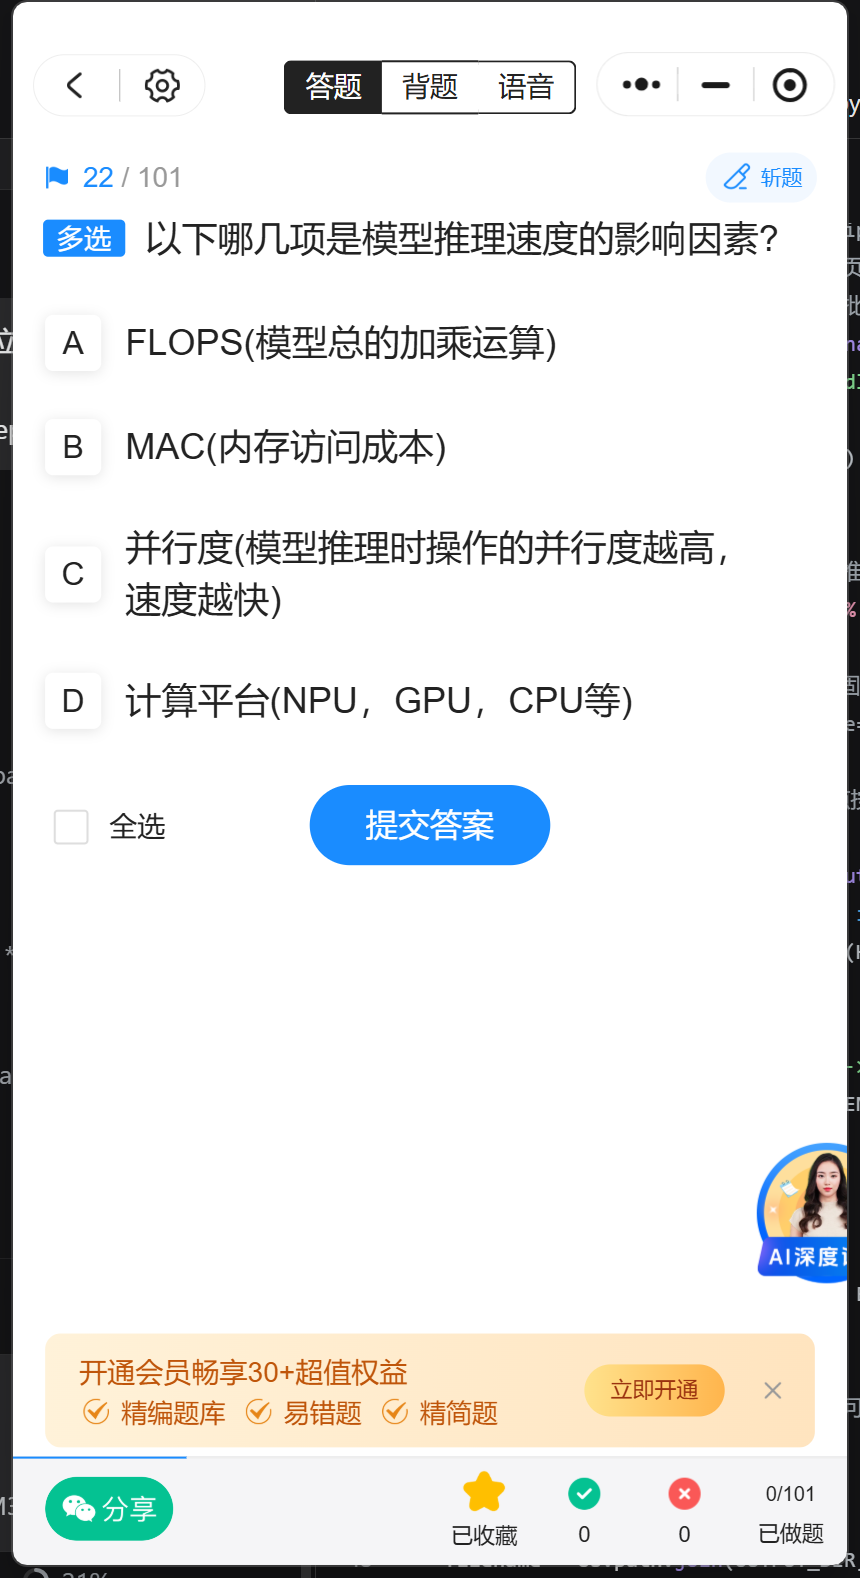 答题 背题 语音
22 / 101 斩题
多选 以下哪几项是模型推理速度的影响因素?
A FLOPS(模型总的加乘运算)
B MAC(内存访问成本)
C 并行度(模型推理时操作的并行度越高,
速度越快)
D 计算平台(NPU，GPU，CPU等)
全选 提交答案
AI深度
开通会员畅享30+超值权益
立即开通
精编题库 易错题 精简题
分享
已收藏
0
0
0/101
已做题